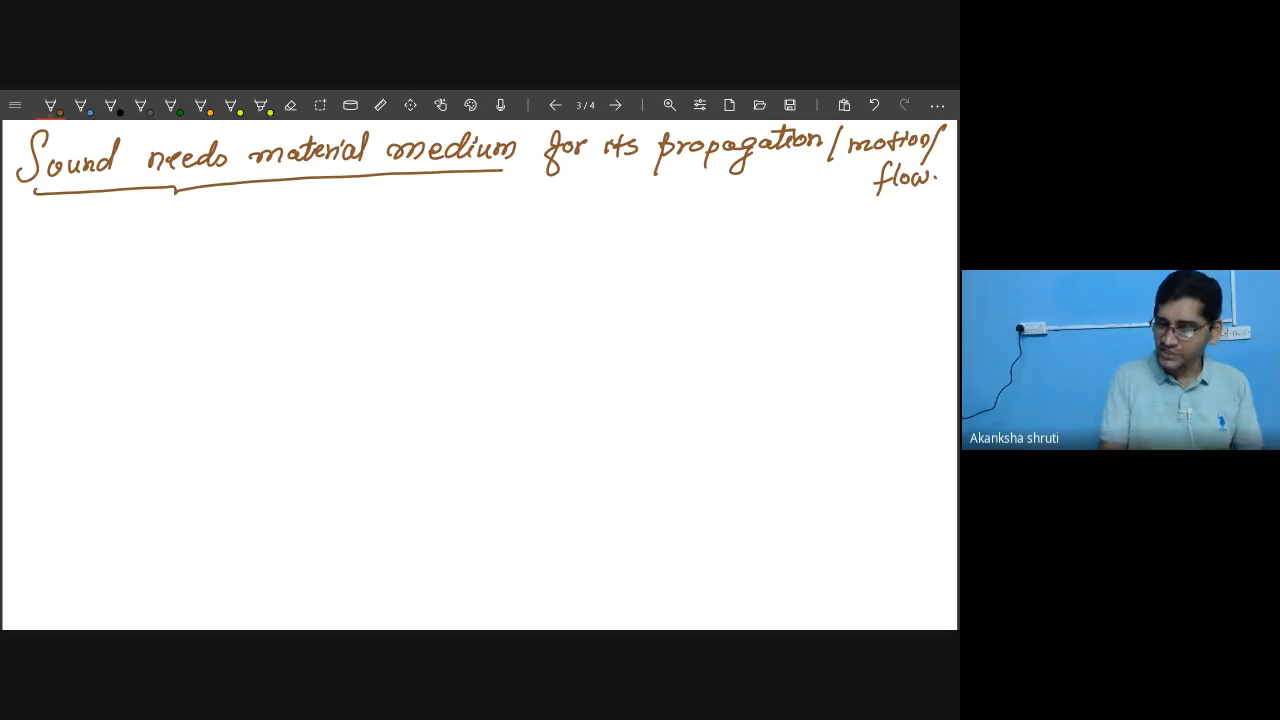 3/4
Sound needs material medium for its propagation/motion/
flow.
Akanksha shruti